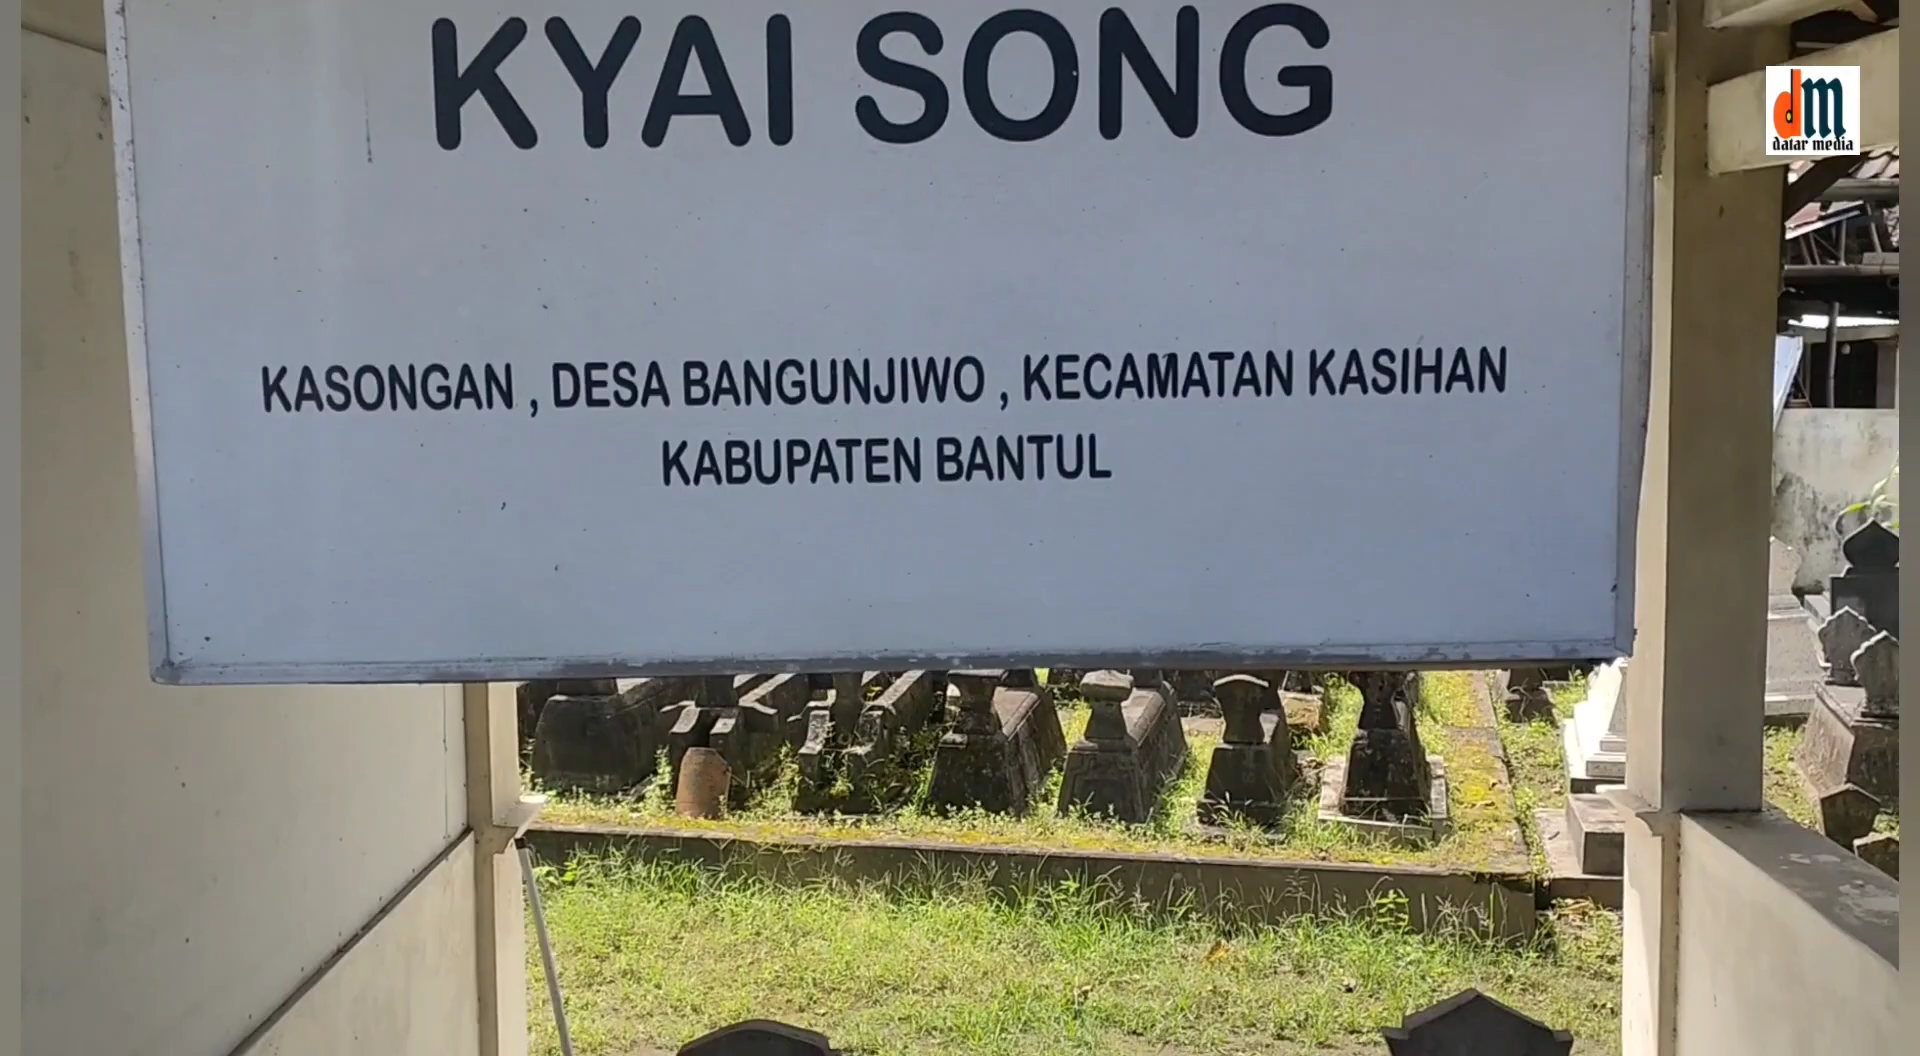 KYAI SONG
dm
datar media
KASONGAN , DESA BANGUNJIWO , KECAMATAN KASIHAN
KABUPATEN BANTUL